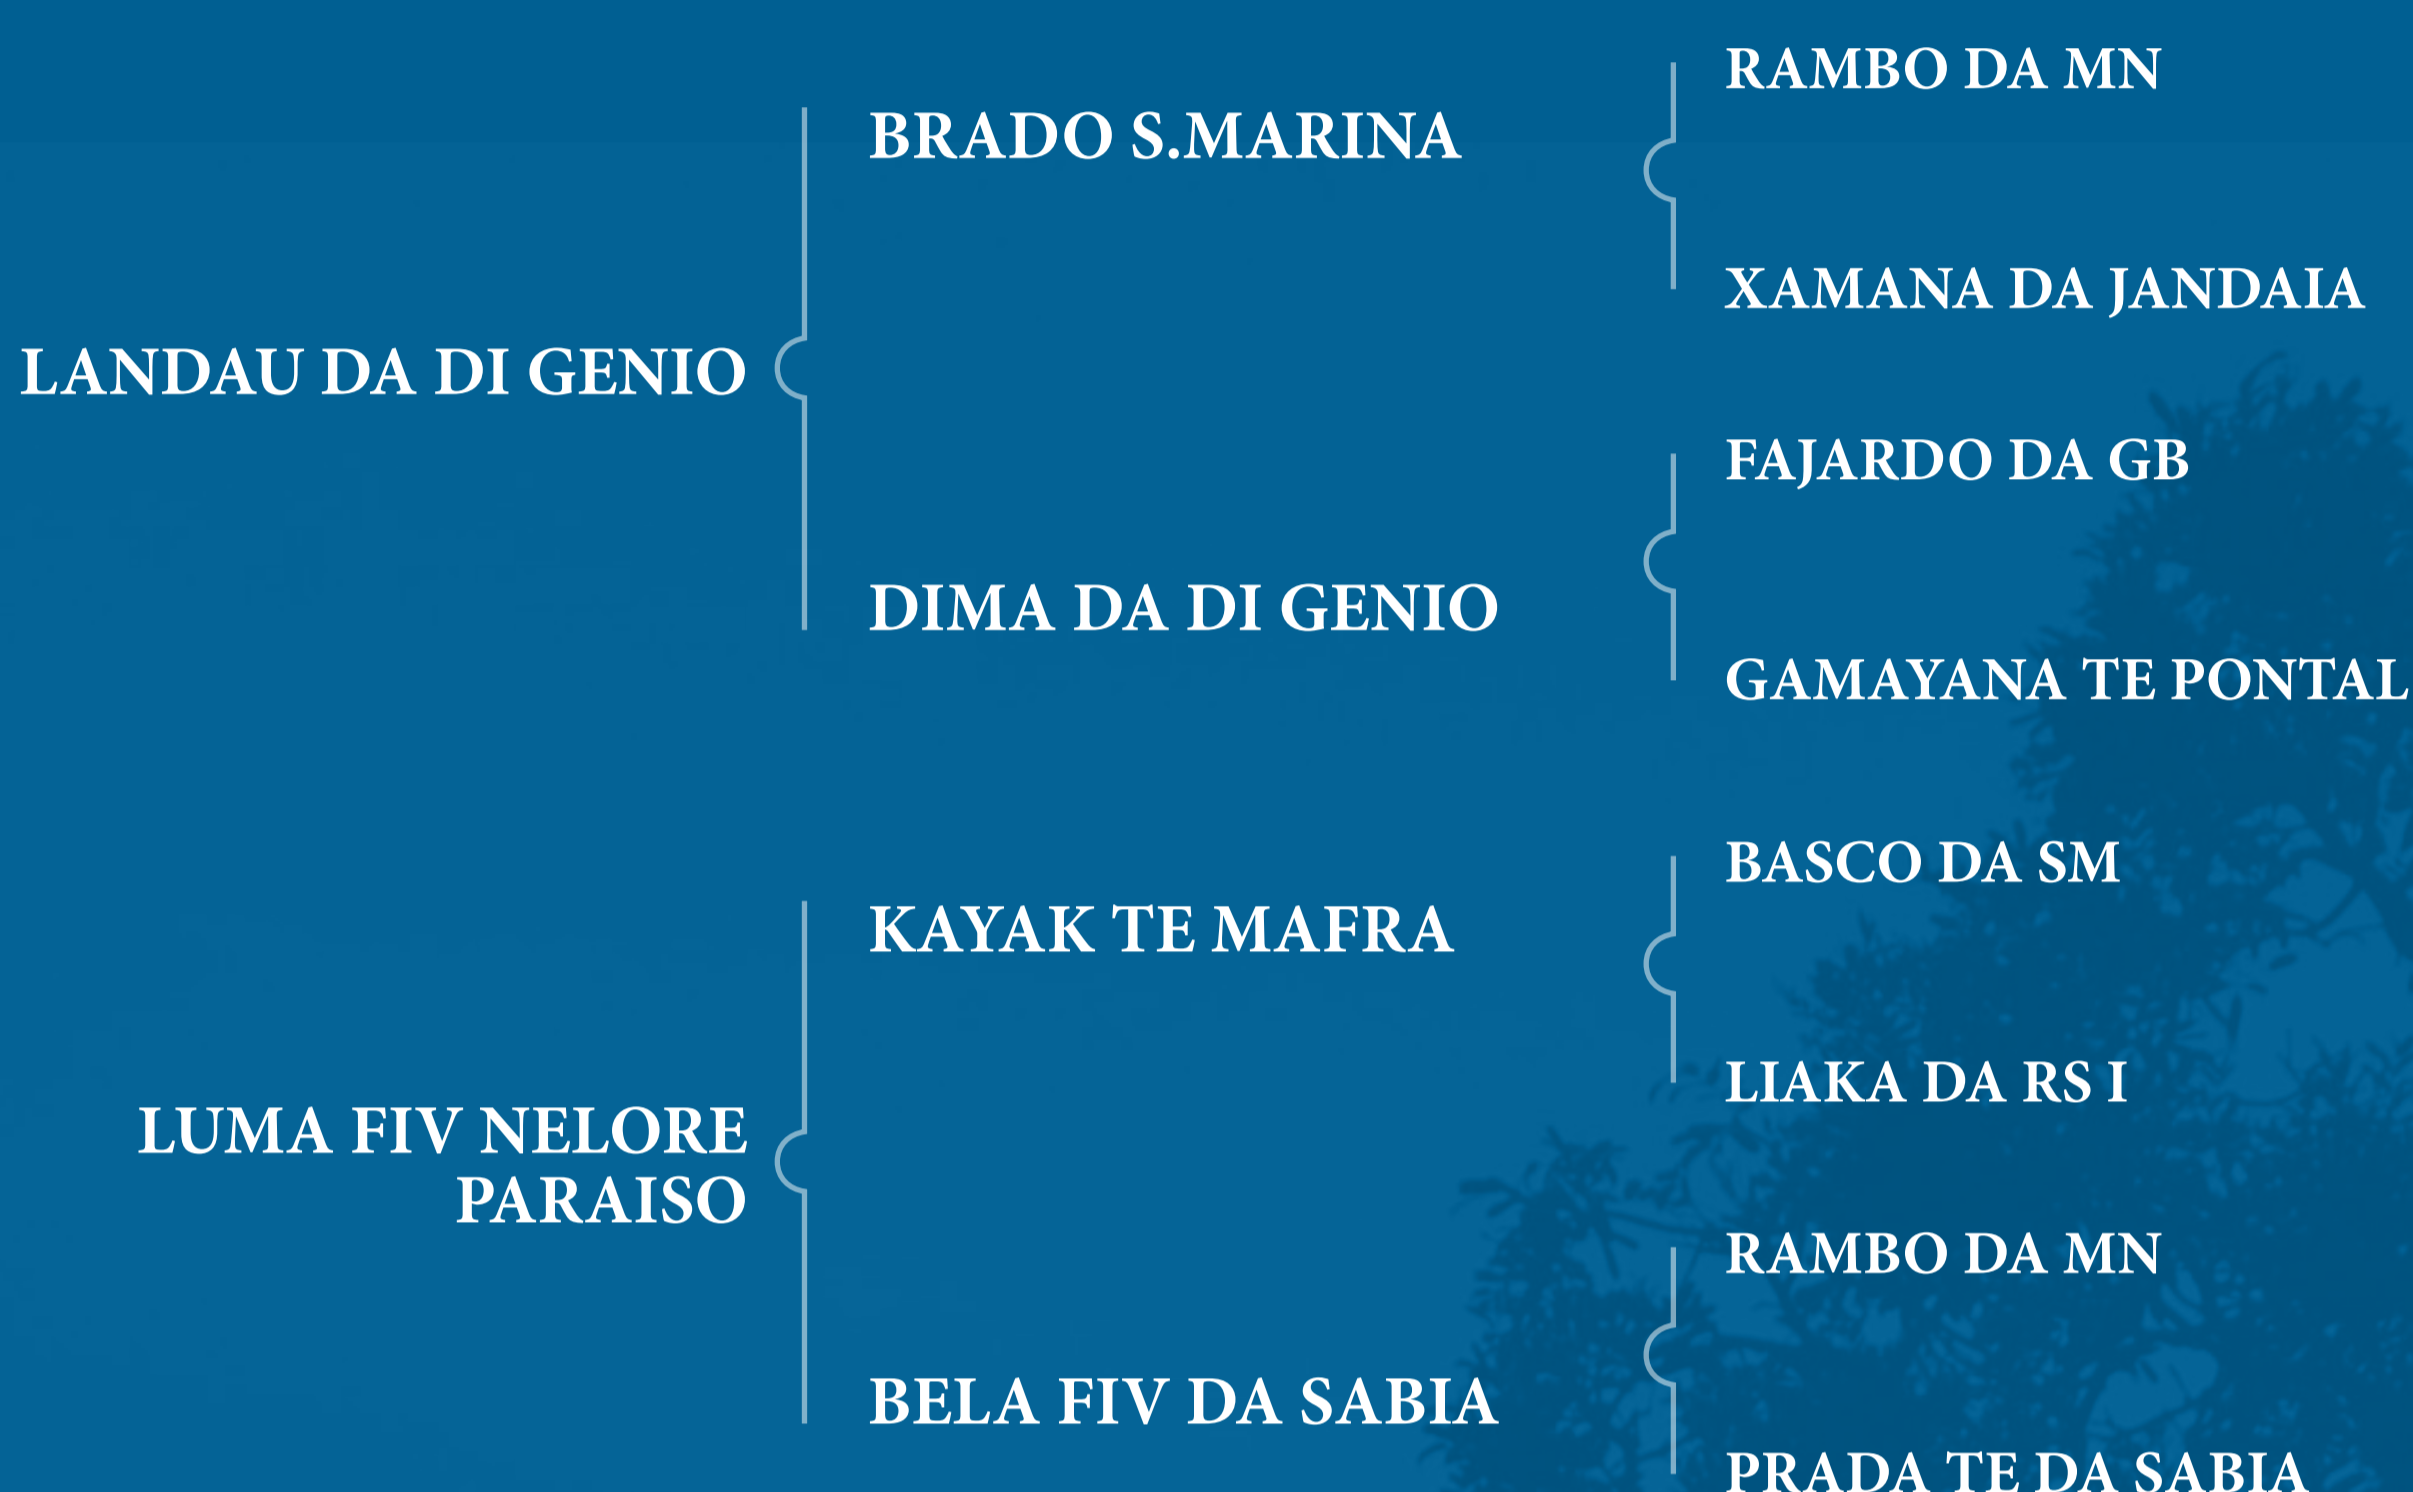 RAMBO DA MN
BRADO S.MARINA
XAMANA DA JANDAIA
LANDAU DA DI GENIO
FAJARDO DA GB
DIMA DA DI GENIO
GAMAYANA TE PONTAL
BASCO DA SM
KAYAK TE MAFRA
LIAKA DA RS I
LUMA FIV NELORE
PARAISO
RAMBO DA MN
BELA FIV DA SABIA
PRADA TE DA SABIA